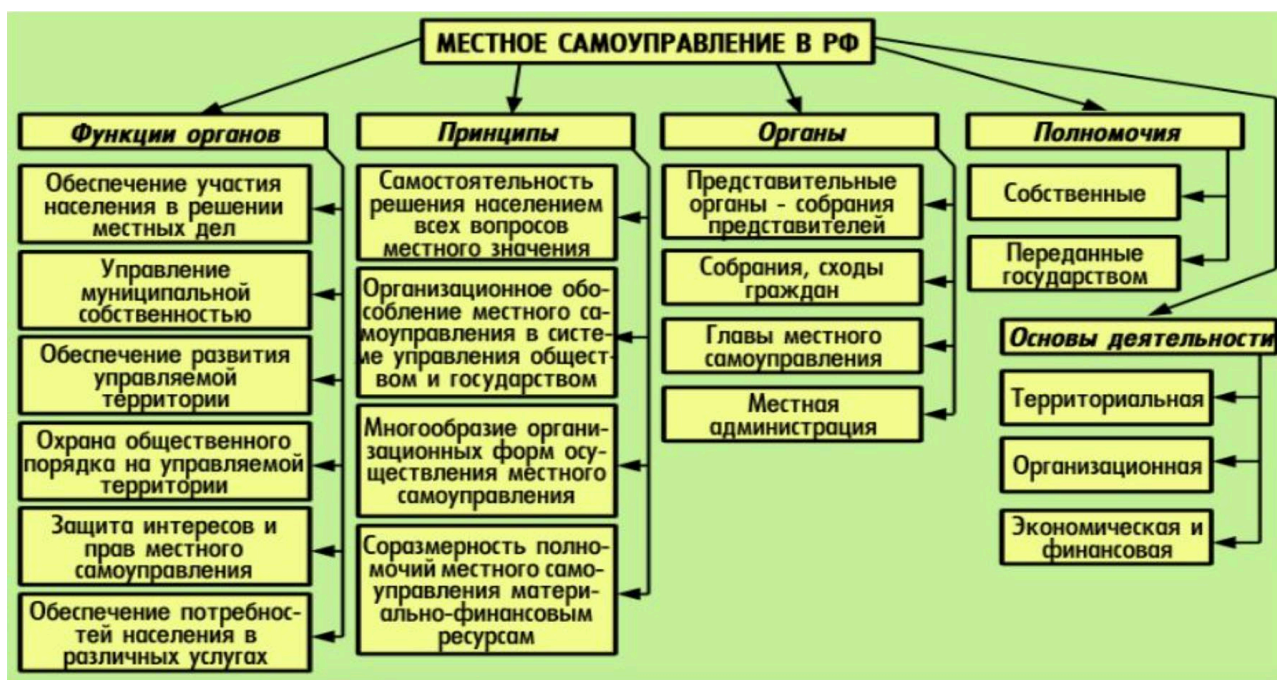 МЕСТНОЕ САМОУПРАВЛЕНИЕ В РФ
Функции органов
Обеспечение участия
населения в решении
местных дел
Управление
муниципальной
собственностью
Обеспечение развития
управляемой
территории
Охрана общественного
порядка на управляемой
территории
Защита интересов и
прав местного
самоуправления
Обеспечение потребнос-
тей населения в
различных услугах
Принципы
Самостоятельность
решения населением
всех вопросов
местного значения
Организационное обо-
собление местного са-
моуправления в систе-
ме управления общест-
вом и государством
Многообразие органи-
зационных форм осу-
ществления местного
самоуправления
Соразмерность полно-
мочий местного само-
управления матери-
ально-финансовым
ресурсам
Органы
Представительные
органы - собрания
представителей
Собрания, сходы
граждан
Главы местного
самоуправления
Местная
администрация
Полномочия
Собственные
Переданные
государством
Основы деятельности
Территориальная
Организационная
Экономическая и
финансовая